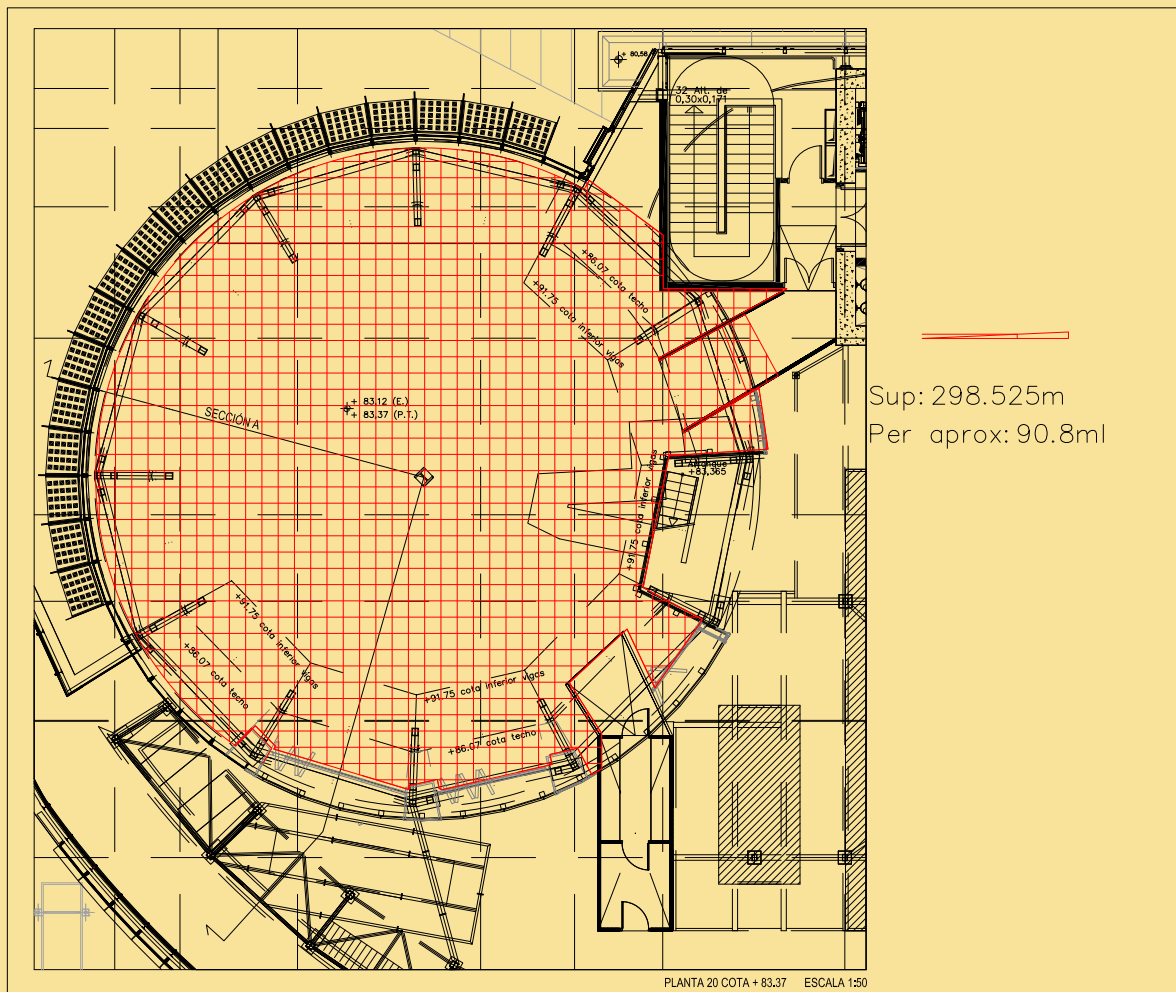 + 80,58
32 Alt. de
0,30x0,171
+86.07 cota techo
+91.75 cota inferior vigas
+ 83.12 (E.)
+ 83.37 (P.T.)
SECCIÓN A
Sup: 298.525m
Per aprox: 90.8ml
Arranque
+83,365
+91.75 cota inferior vigas
+91.75 cota inferior vigas
+86.07 cota techo
+91.75 cota inferior vigas
+86.07 cota techo
PLANTA 20 COTA + 83.37 ESCALA 1:50